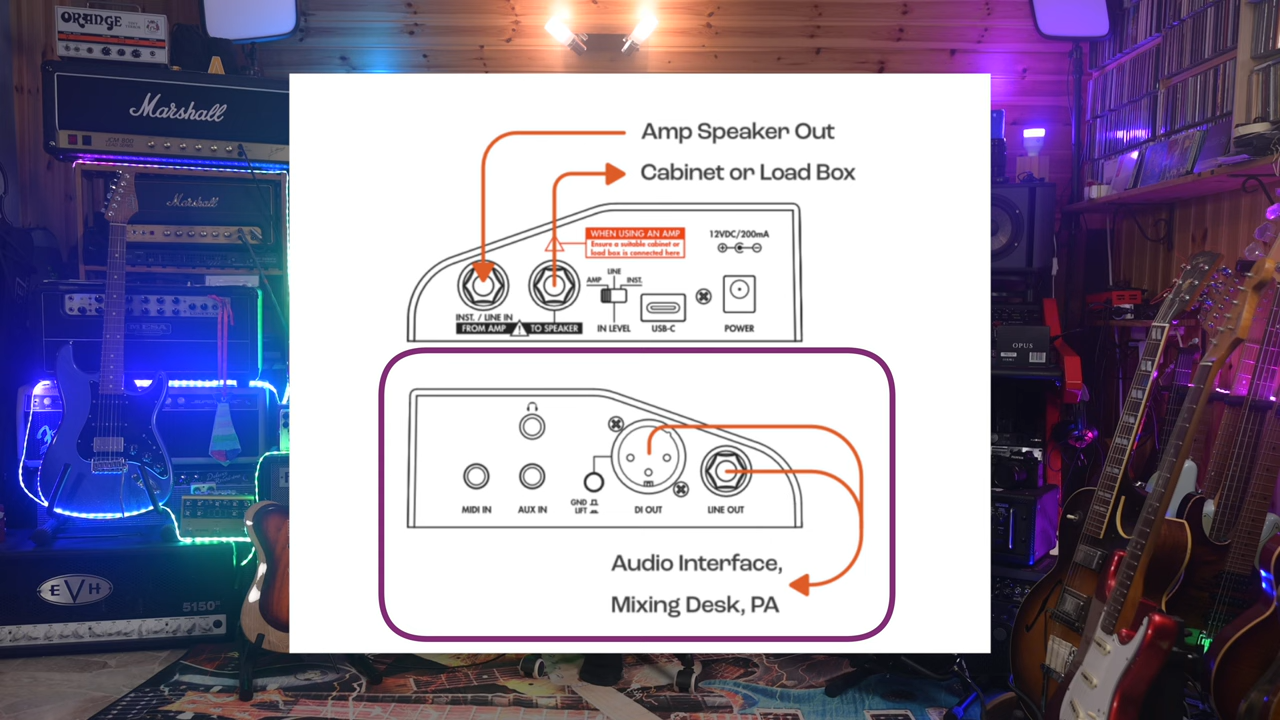 ORANGE
Marshall
JCM 800
Marshall
MESA
EVH
5150
OPUS
Amp Speaker Out
Cabinet or Load Box
WHEN USING AN AMP
Ensure a suitable cabinet or
load box is connected here
12VDC/200mA
LINE
AMP
INST.
INST. / LINE IN
FROM AMP
TO SPEAKER
IN LEVEL
USB-C
POWER
MIDI IN
AUX IN
GND
LIFT
DI OUT
LINE OUT
Audio Interface,
Mixing Desk, PA